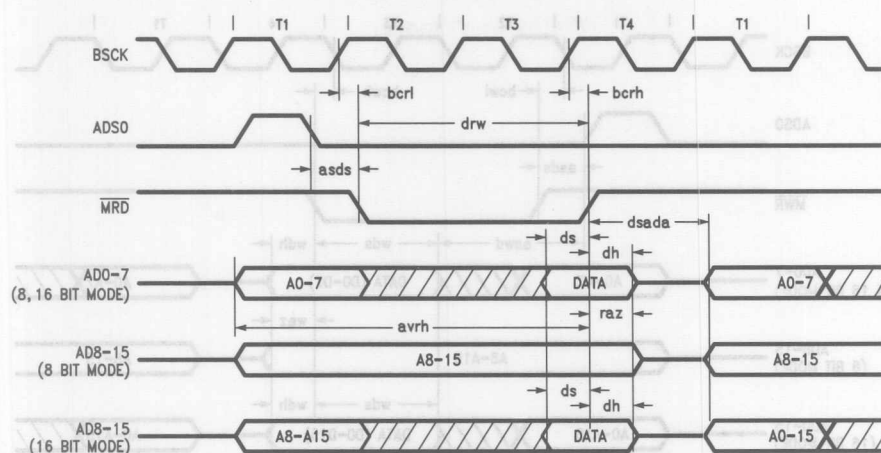 T1 T2 T3 T4 T1
BSCK
bcrl bcrh
ADS0
drw
asds
MRD
dsada
ds
dh
AD0-7
(8, 16 BIT MODE)
A0-7 DATA A0-7
avrh raz
AD8-15
(8 BIT MODE)
A8-15 A8-15
ds
dh
AD8-15
(16 BIT MODE)
A8-A15 DATA A0-15